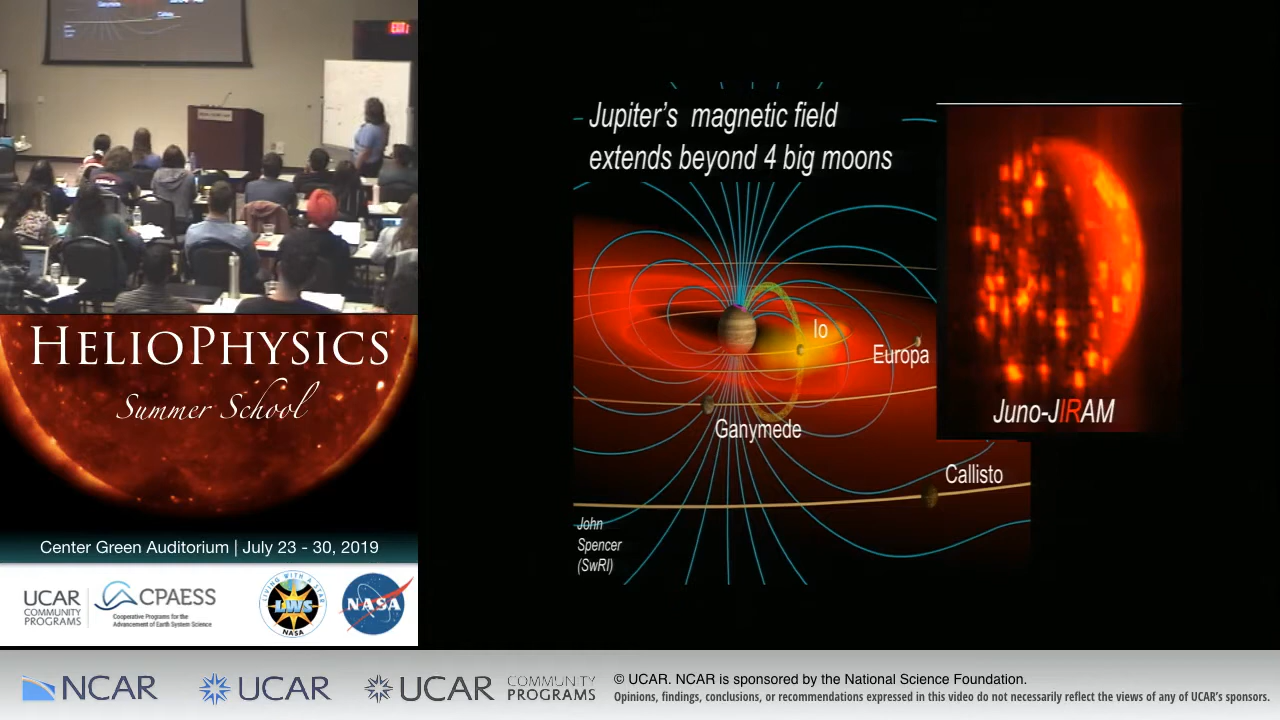 EXIT
HELIOPHYSICS
Summer School
Center Green Auditorium | July 23 - 30, 2019
UCAR
COMMUNITY
PROGRAMS
CPAESS
Cooperative Programs for the
Advancement of Earth System Science
LIVING WITH A STAR
LWS
NASA
NASA
Jupiter's magnetic field
extends beyond 4 big moons
Io
Europa
Ganymede
Callisto
John
Spencer
(SwRI)
Juno-JIRAM
NCAR
UCAR
UCAR
COMMUNITY
PROGRAMS
© UCAR. NCAR is sponsored by the National Science Foundation.
Opinions, findings, conclusions, or recommendations expressed in this video do not necessarily reflect the views of any of UCAR's sponsors.